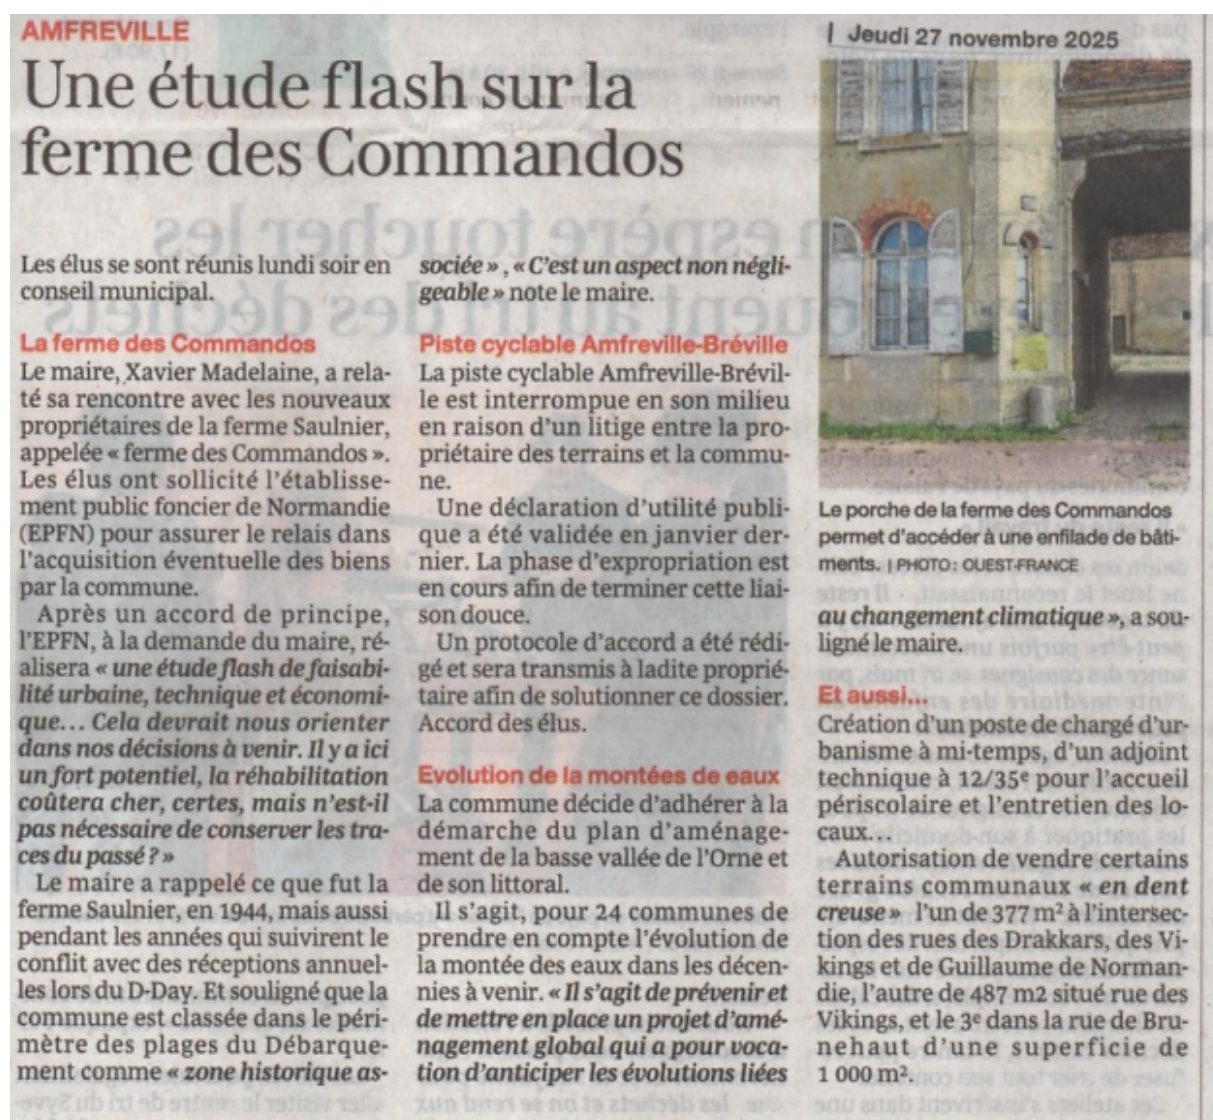 AMFREVILLE
Une étude flash sur la
ferme des Commandos
Les élus se sont réunis lundi soir en
conseil municipal.
La ferme des Commandos
Le maire, Xavier Madelaine, a rela-
té sa rencontre avec les nouveaux
propriétaires de la ferme Saulnier,
appelée « ferme des Commandos ».
Les élus ont sollicité l'établisse-
ment public foncier de Normandie
(EPFN) pour assurer le relais dans
l'acquisition éventuelle des biens
par la commune.
Après un accord de principe,
l'EPFN, à la demande du maire, ré-
alisera « une étude flash de faisabi-
lité urbaine, technique et économi-
que... Cela devrait nous orienter
dans nos décisions à venir. Il y a ici
un fort potentiel, la réhabilitation
coûtera cher, certes, mais n'est-il
pas nécessaire de conserver les tra-
ces du passé ? »
Le maire a rappelé ce que fut la
ferme Saulnier, en 1944, mais aussi
pendant les années qui suivirent le
conflit avec des réceptions annuel-
les lors du D-Day. Et souligné que la
commune est classée dans le péri-
mètre des plages du Débarque-
ment comme « zone historique as-
sociée » , « C'est un aspect non négli-
geable » note le maire.
Piste cyclable Amfreville-Bréville
La piste cyclable Amfreville-Brévil-
le est interrompue en son milieu
en raison d'un litige entre la pro-
priétaire des terrains et la commu-
ne.
Une déclaration d'utilité publi-
que a été validée en janvier der-
nier. La phase d'expropriation est
en cours afin de terminer cette liai-
son douce.
Un protocole d'accord a été rédi-
gé et sera transmis à ladite proprié-
taire afin de solutionner ce dossier.
Accord des élus.
Evolution de la montées de eaux
La commune décide d'adhérer à la
démarche du plan d'aménage-
ment de la basse vallée de l'Orne et
de son littoral.
Il s'agit, pour 24 communes de
prendre en compte l'évolution de
la montée des eaux dans les décen-
nies à venir. « Il s'agit de prévenir et
de mettre en place un projet d'amé-
nagement global qui a pour voca-
tion d'anticiper les évolutions liées
| Jeudi 27 novembre 2025
Le porche de la ferme des Commandos
permet d'accéder à une enfilade de bâti-
ments. | PHOTO : OUEST-FRANCE
au changement climatique », a sou-
ligné le maire.
Et aussi...
Création d'un poste de chargé d'ur-
banisme à mi-temps, d'un adjoint
technique à 12/35e pour l'accueil
périscolaire et l'entretien des lo-
caux...
Autorisation de vendre certains
terrains communaux « en dent
creuse » l'un de 377 m² à l'intersec-
tion des rues des Drakkars, des Vi-
kings et de Guillaume de Norman-
die, l'autre de 487 m2 situé rue des
Vikings, et le 3e dans la rue de Bru-
nehaut d'une superficie de
1 000 m².